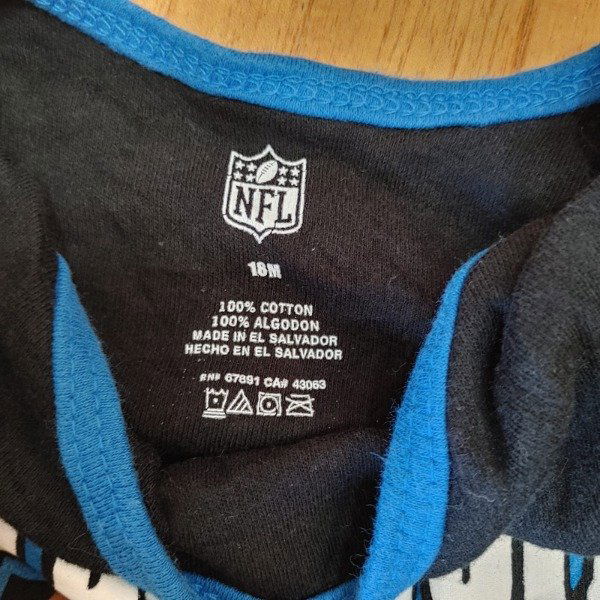 NFL
18M
100% COTTON
100% ALGODON
MADE IN EL SALVADOR
HECHO EN EL SALVADOR
RN# 67891 CA# 43063